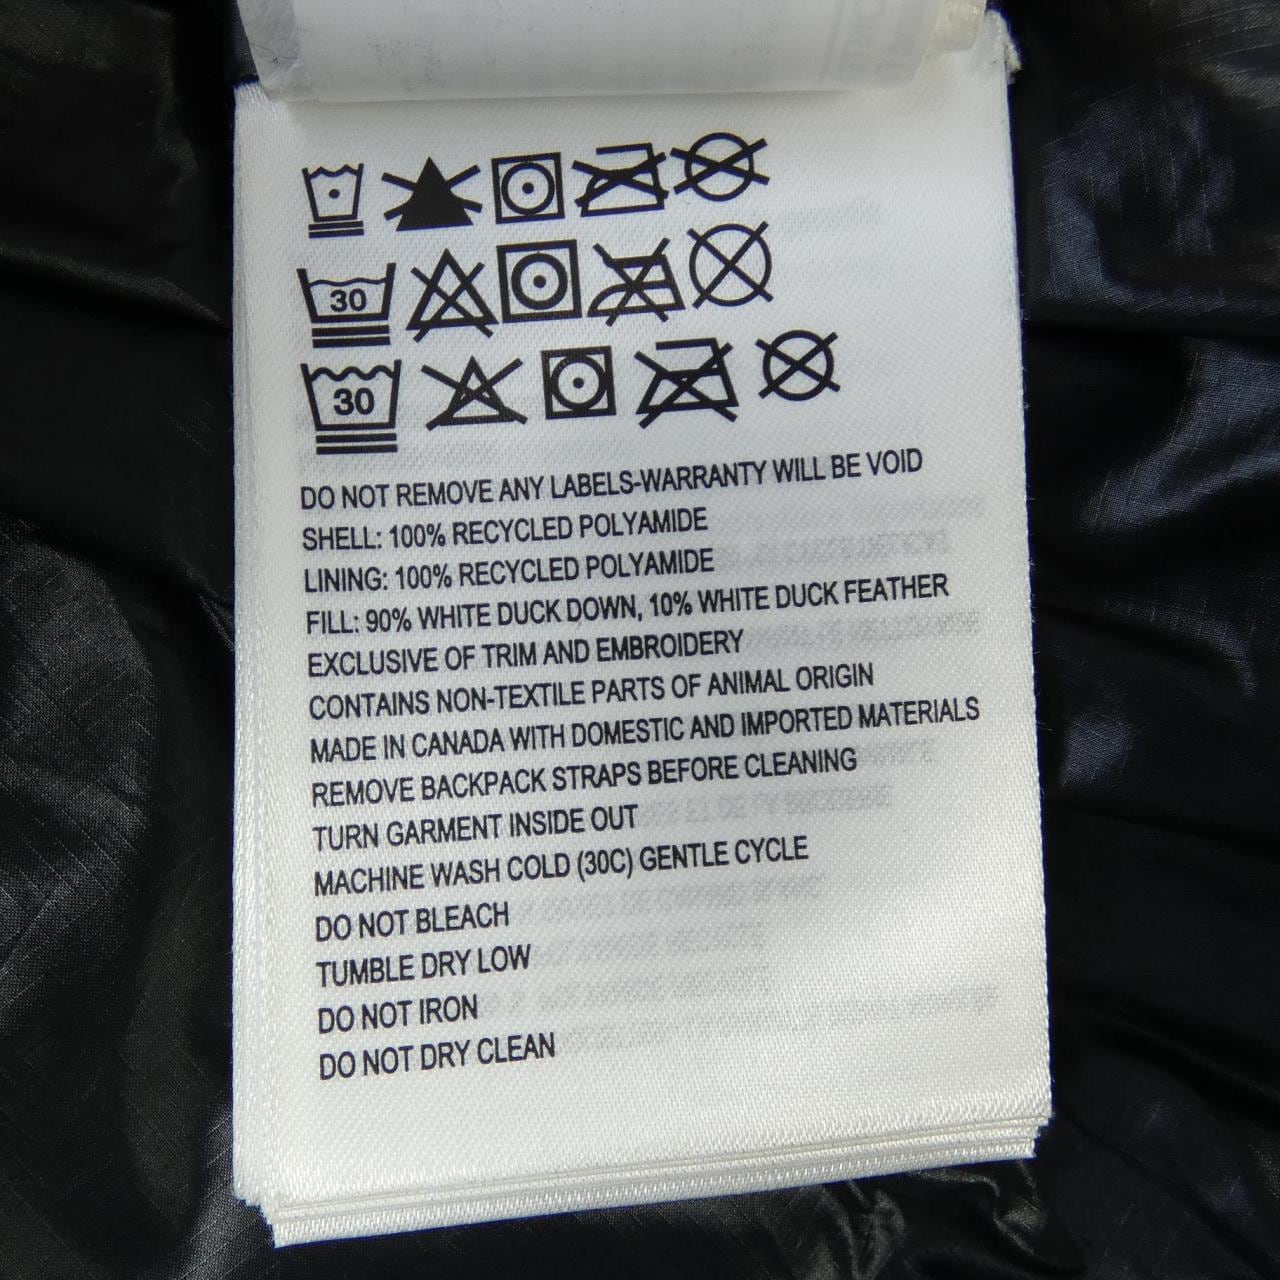 30
30
DO NOT REMOVE ANY LABELS-WARRANTY WILL BE VOID
SHELL: 100% RECYCLED POLYAMIDE
LINING: 100% RECYCLED POLYAMIDE
FILL: 90% WHITE DUCK DOWN, 10% WHITE DUCK FEATHER
EXCLUSIVE OF TRIM AND EMBROIDERY
CONTAINS NON-TEXTILE PARTS OF ANIMAL ORIGIN
MADE IN CANADA WITH DOMESTIC AND IMPORTED MATERIALS
REMOVE BACKPACK STRAPS BEFORE CLEANING
TURN GARMENT INSIDE OUT
MACHINE WASH COLD (30C) GENTLE CYCLE
DO NOT BLEACH
TUMBLE DRY LOW
DO NOT IRON
DO NOT DRY CLEAN